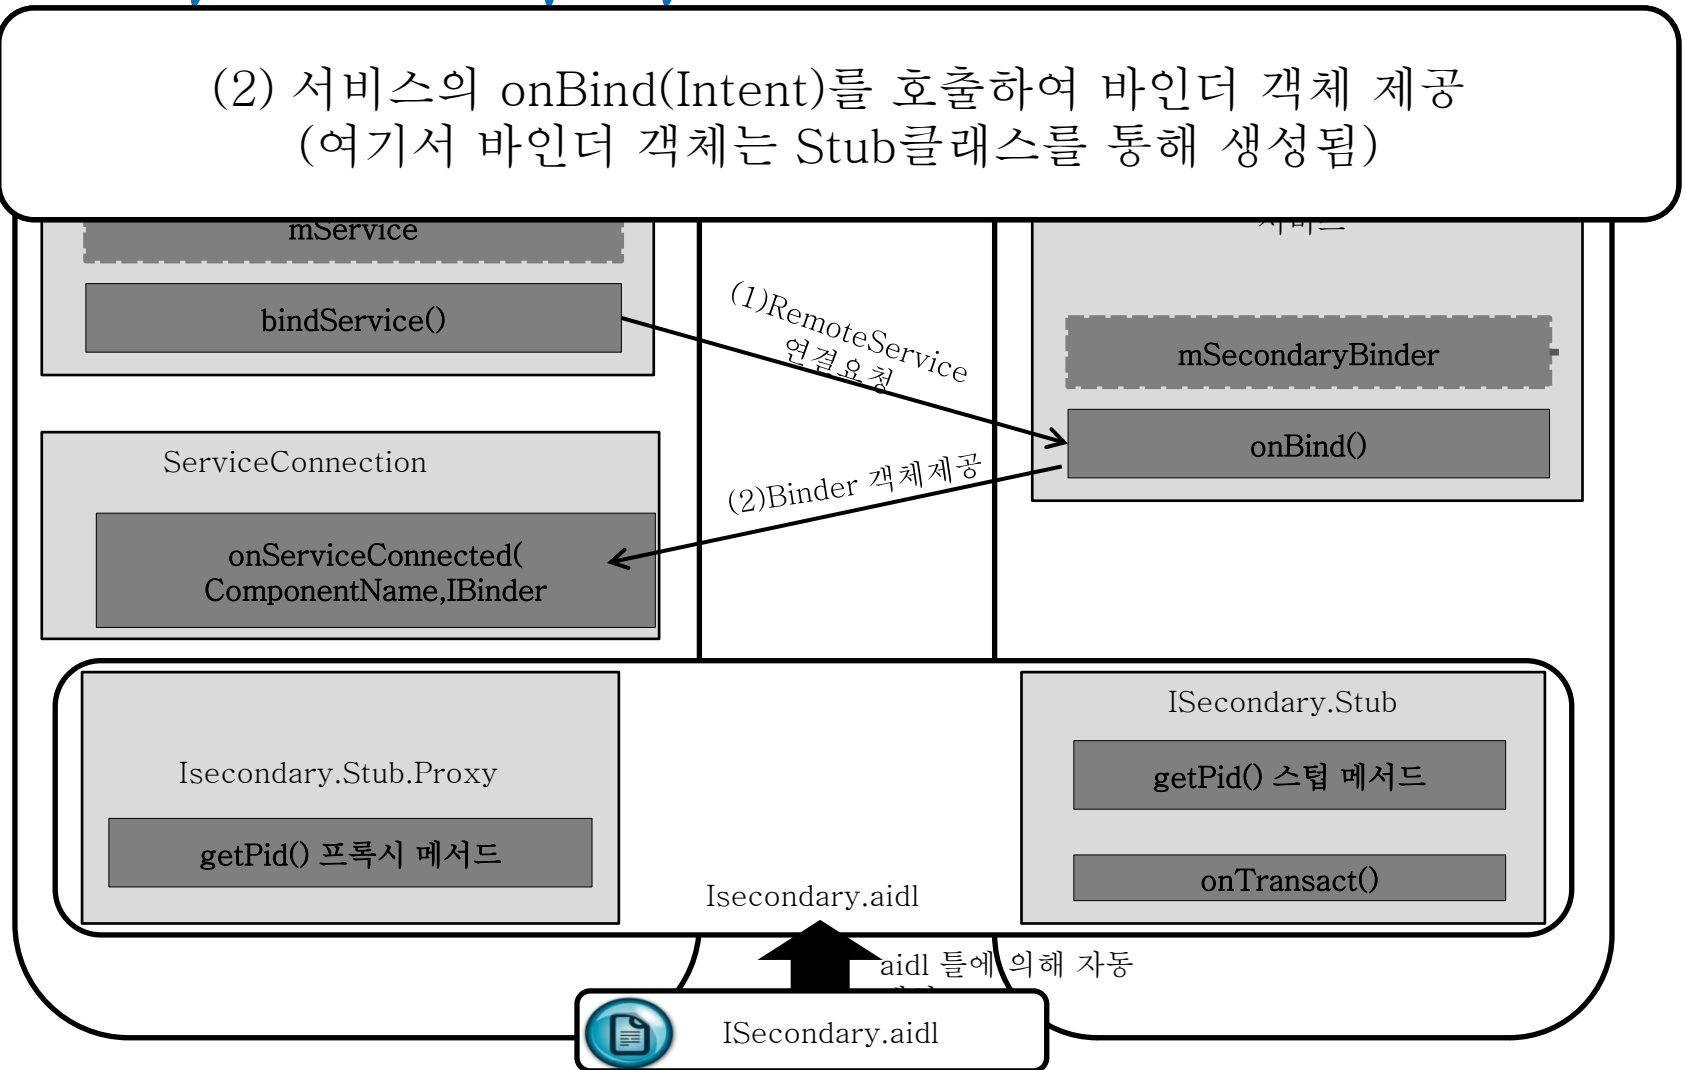 (2) 서비스의 onBind(Intent)를 호출하여 바인더 객체 제공
(여기서 바인더 객체는 Stub클래스를 통해 생성됨)
mService
bindService()
(1)RemoteService
연결요청
mSecondaryBinder
onBind()
ServiceConnection
(2)Binder 객체제공
onServiceConnected(
ComponentName,IBinder
Isecondary.Stub.Proxy
getPid() 프록시 메서드
ISecondary.Stub
getPid() 스텁 메서드
onTransact()
Isecondary.aidl
aidl 틀에 의해 자동
ISecondary.aidl